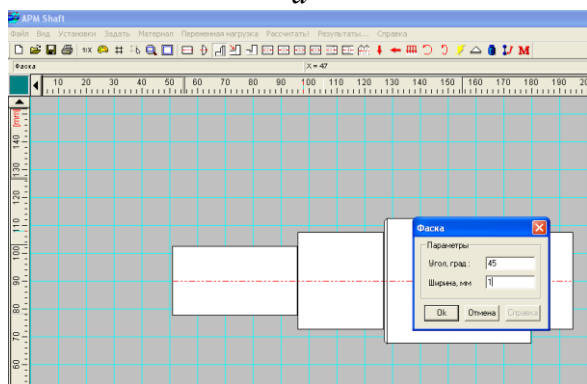 а
APM Shaft
Файл Вид Установки Задать Материал Переменная нагрузка Рассчитать! Результаты... Справка
Фаска X = 47
10 20 30 40 50 60 70 80 90 100 110 120 130 140 150 160 170 180 190
[mm]
140
130
120
110
100
90
80
70
60
Фаска
Параметры
Угол, град : 45
Ширина, мм 1
Ok Отмена Справка